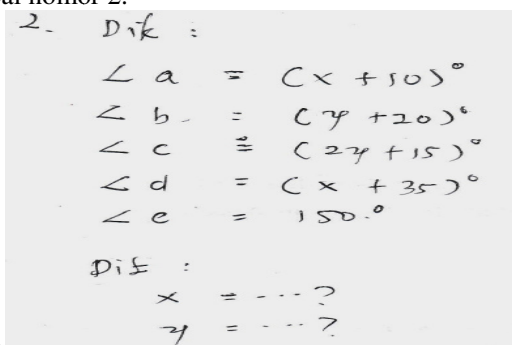 2. Dik :
∠ a = (x + 10)°
∠ b = (y + 20)°
∠ c = (2y + 15)°
∠ d = (x + 35)°
∠ e = 150.°
Dit :
x = ....?
y = ....?